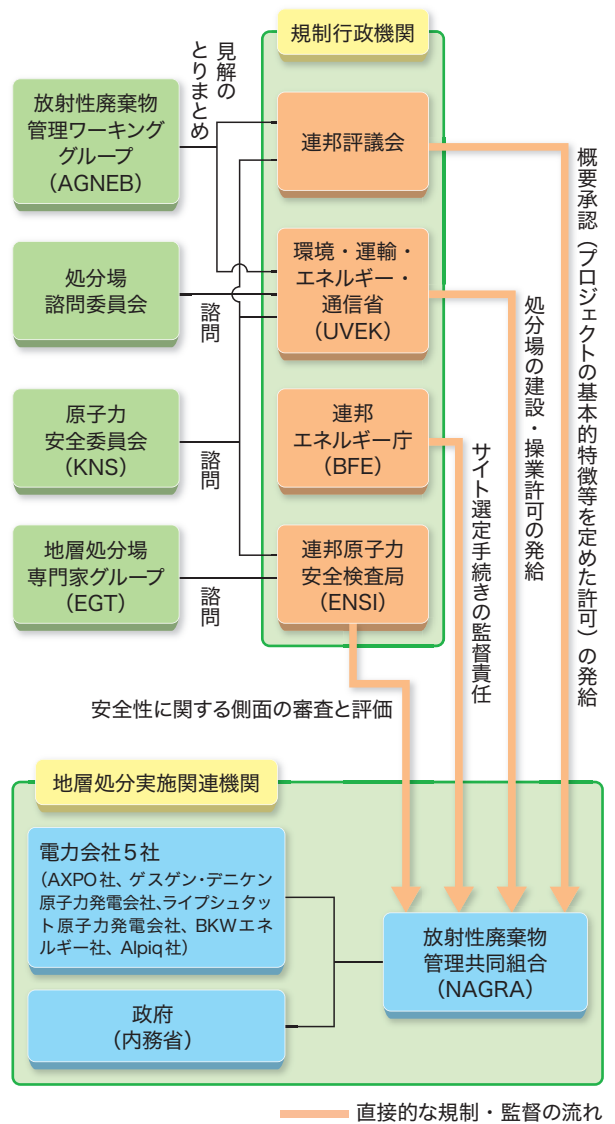 規制行政機関
見解の
とりまとめ
放射性廃棄物
管理ワーキング
グループ
（AGNEB）
連邦評議会
処分場
諮問委員会
諮問
環境・運輸・
エネルギー・
通信省
（UVEK）
原子力
安全委員会
（KNS）
諮問
連邦
エネルギー庁
（BFE）
地層処分場
専門家グループ
（EGT）
諮問
連邦原子力
安全検査局
（ENSI）
概要承認（プロジェクトの基本的特徴等を定めた許可）の発給
処分場の建設・操業許可の発給
サイト選定手続きの監督責任
安全性に関する側面の審査と評価
地層処分実施関連機関
電力会社5社
（AXPO社、ゲスゲン・デニケン
原子力発電会社、ライプシュタッ
ト原子力発電会社、BKWエネ
ルギー社、Alpiq社）
放射性廃棄物
管理共同組合
（NAGRA）
政府
（内務省）
直接的な規制・監督の流れ